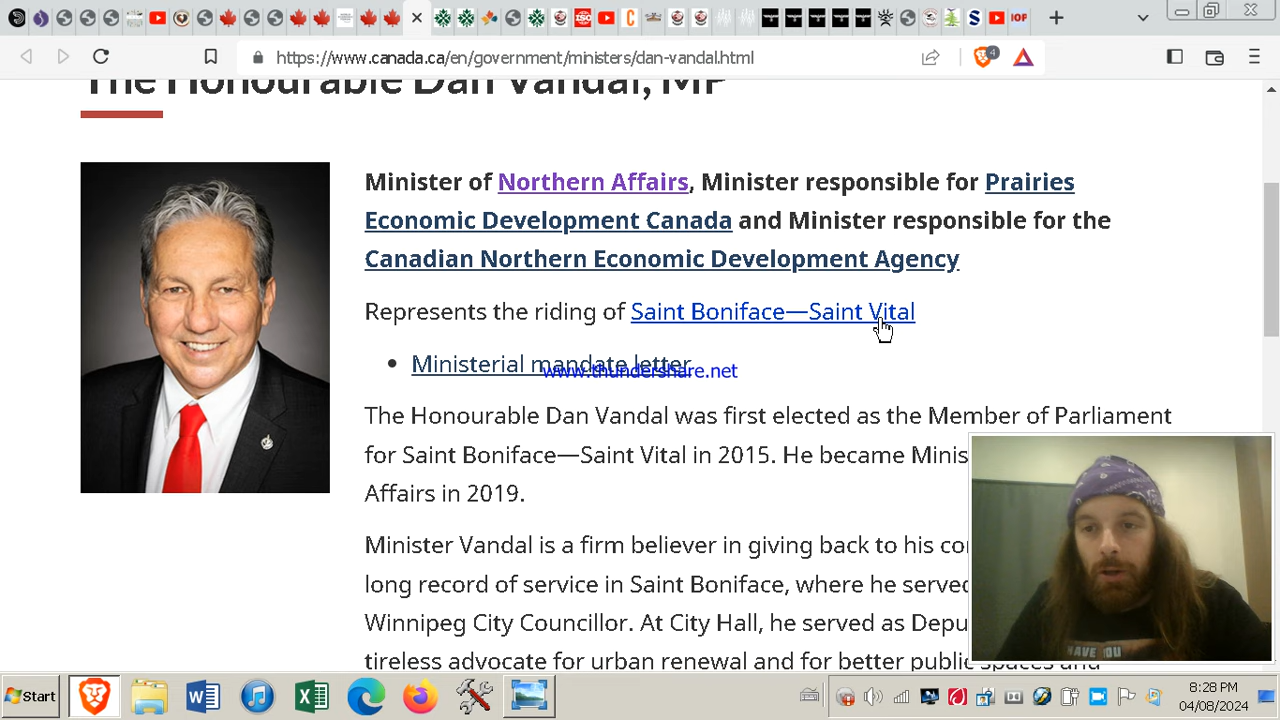 IOF
https://www.canada.ca/en/government/ministers/dan-vandal.html
4
The Honourable Dan Vandal, MP
Minister of Northern Affairs, Minister responsible for Prairies
Economic Development Canada and Minister responsible for the
Canadian Northern Economic Development Agency
Represents the riding of Saint Boniface—Saint Vital
• Ministerial mandate letter
www.thundershare.net
The Honourable Dan Vandal was first elected as the Member of Parliament
for Saint Boniface—Saint Vital in 2015. He became Minis
Affairs in 2019.
Minister Vandal is a firm believer in giving back to his co
long record of service in Saint Boniface, where he served
Winnipeg City Councillor. At City Hall, he served as Depu
tireless advocate for urban renewal and for better public spaces and
HAVE YOU
Start
8:28 PM
04/08/2024